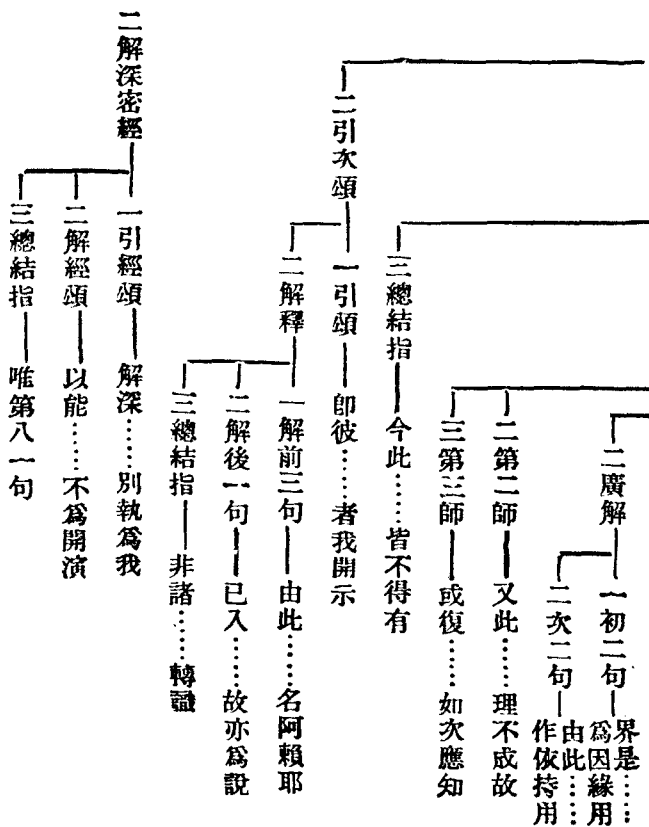 二廣解
一初二句
界是……
為因緣用
二次二句
由此……
作依持用
二第二師
又此……理不成故
三第三師
或復……如次應知
三總結指
今此……皆不得有
二引次頌
一引頌
即彼……者我開示
二解釋
一解前三句
由此……名阿賴耶
二解後一句
已入……故亦為說
三總結指
非諸……轉識
二解深密經
一引經頌
解深……別執為我
二解經頌
以能……不為開演
三總結指
唯第八一句